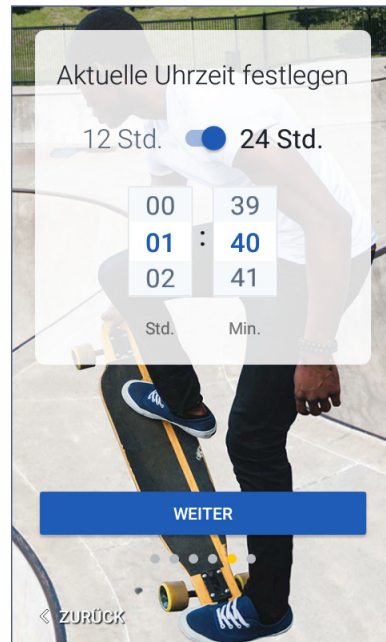 Aktuelle Uhrzeit festlegen
12 Std. 24 Std.
00 39
01 : 40
02 41
Std. Min.
WEITER
< ZURÜCK